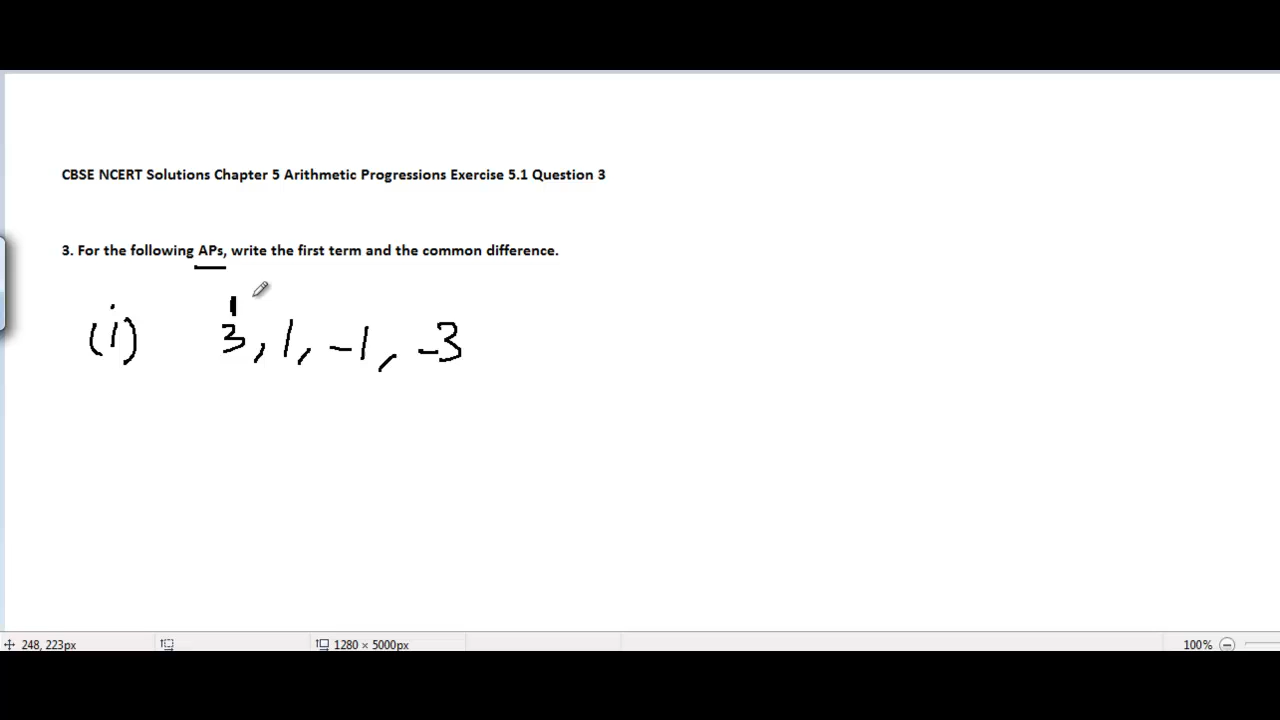 CBSE NCERT Solutions Chapter 5 Arithmetic Progressions Exercise 5.1 Question 3
3. For the following APs, write the first term and the common difference.
(i) 3, 1, -1, -3
248, 223px 1280 × 5000px 100%